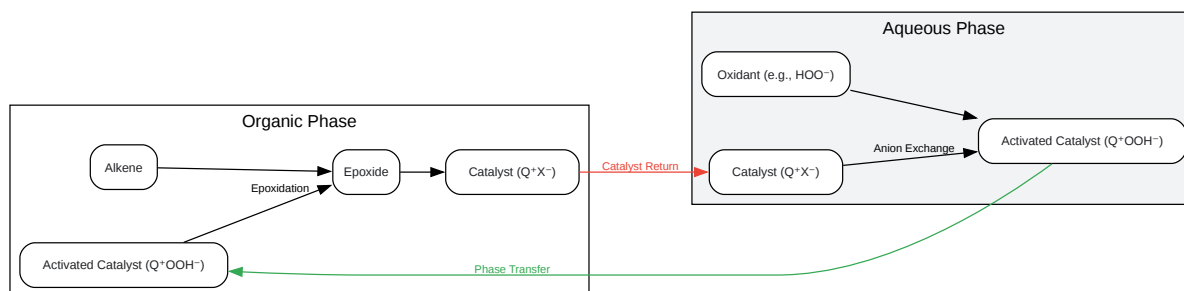 Aqueous Phase
Oxidant (e.g., HOO⁻)
Activated Catalyst (Q⁺OOH⁻)
Anion Exchange
Catalyst (Q⁺X⁻)
Organic Phase
Alkene
Epoxide
Catalyst (Q⁺X⁻)
Catalyst Return
Epoxidation
Activated Catalyst (Q⁺OOH⁻)
Phase Transfer